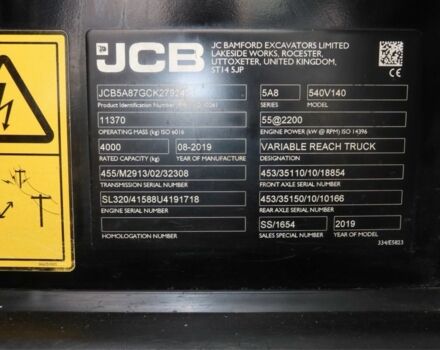 JCB
JC BAMFORD EXCAVATORS LIMITED
LAKESIDE WORKS, ROCESTER,
UTTOXETER, UNITED KINGDOM,
ST14 5JP
5A8 540V140
Product Identification Number SERIES MODEL
11370 55@2200
OPERATING MASS (kg) ISO 6016 ENGINE POWER (kW @ RPM) ISO 14396
4000 08-2019 VARIABLE REACH TRUCK
RATED CAPACITY (kg) YEAR OF MANUFACTURE DESIGNATION
455/M2913/02/32308 453/35110/10/18854
TRANSMISSION SERIAL NUMBER FRONT AXLE SERIAL NUMBER
SL320/41588U4191718 453/35150/10/10166
ENGINE SERIAL NUMBER REAR AXLE SERIAL NUMBER
SS/1654 2019
HOMOLOGATION NUMBER SALES SPECIAL NUMBER YEAR OF MODEL
334/E5823